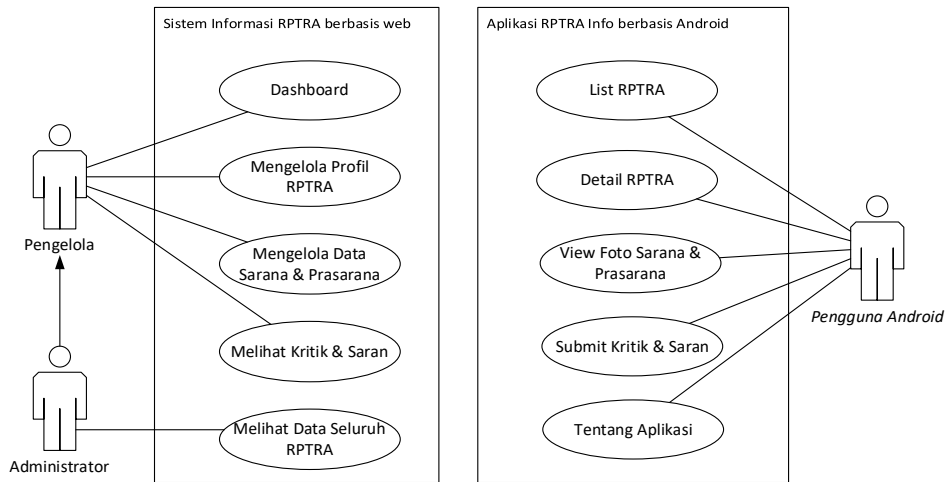 Sistem Informasi RPTRA berbasis web
Dashboard
Mengelola Profil
RPTRA
Mengelola Data
Sarana & Prasarana
Melihat Kritik & Saran
Melihat Data Seluruh
RPTRA
Pengelola
Administrator
Aplikasi RPTRA Info berbasis Android
List RPTRA
Detail RPTRA
View Foto Sarana &
Prasarana
Submit Kritik & Saran
Tentang Aplikasi
Pengguna Android